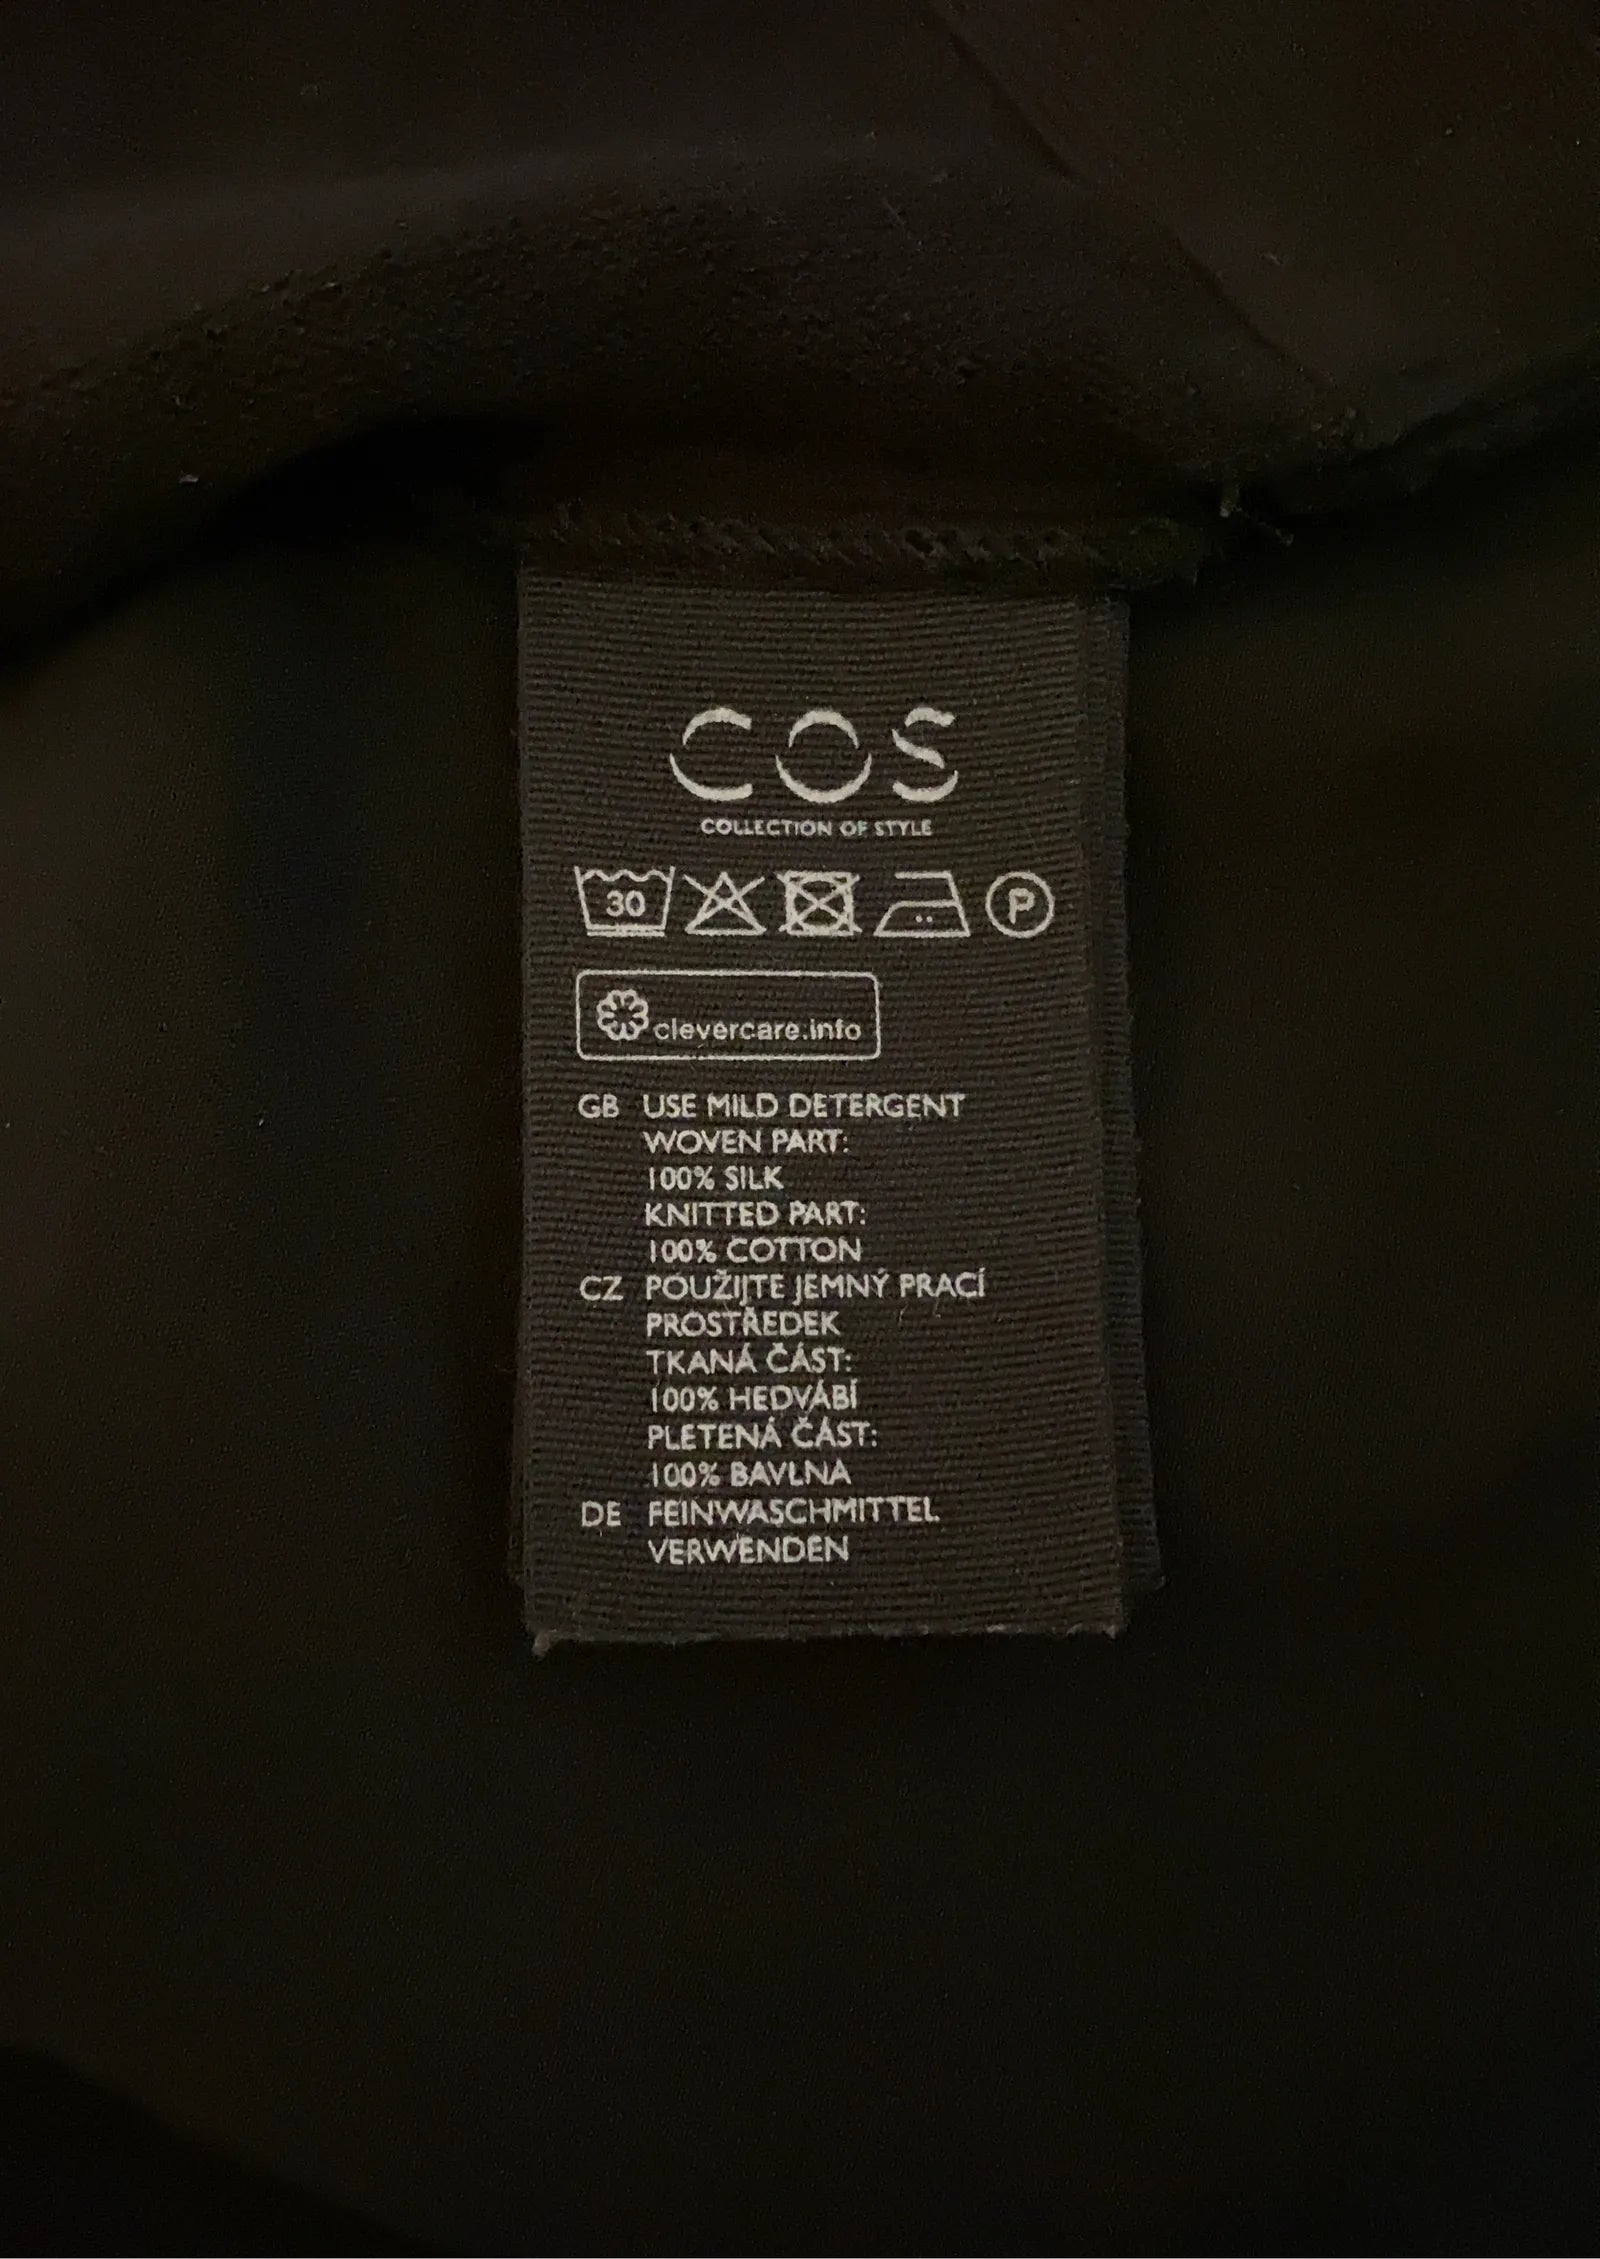 COS
COLLECTION OF STYLE
30 P
clevercare.info
GB USE MILD DETERGENT
WOVEN PART:
100% SILK
KNITTED PART:
100% COTTON
CZ POUŽIJTE JEMNÝ PRACÍ
PROSTŘEDEK
TKANÁ ČÁST:
100% HEDVÁBÍ
PLETENÁ ČÁST:
100% BAVLNA
DE FEINWASCHMITTEL
VERWENDEN